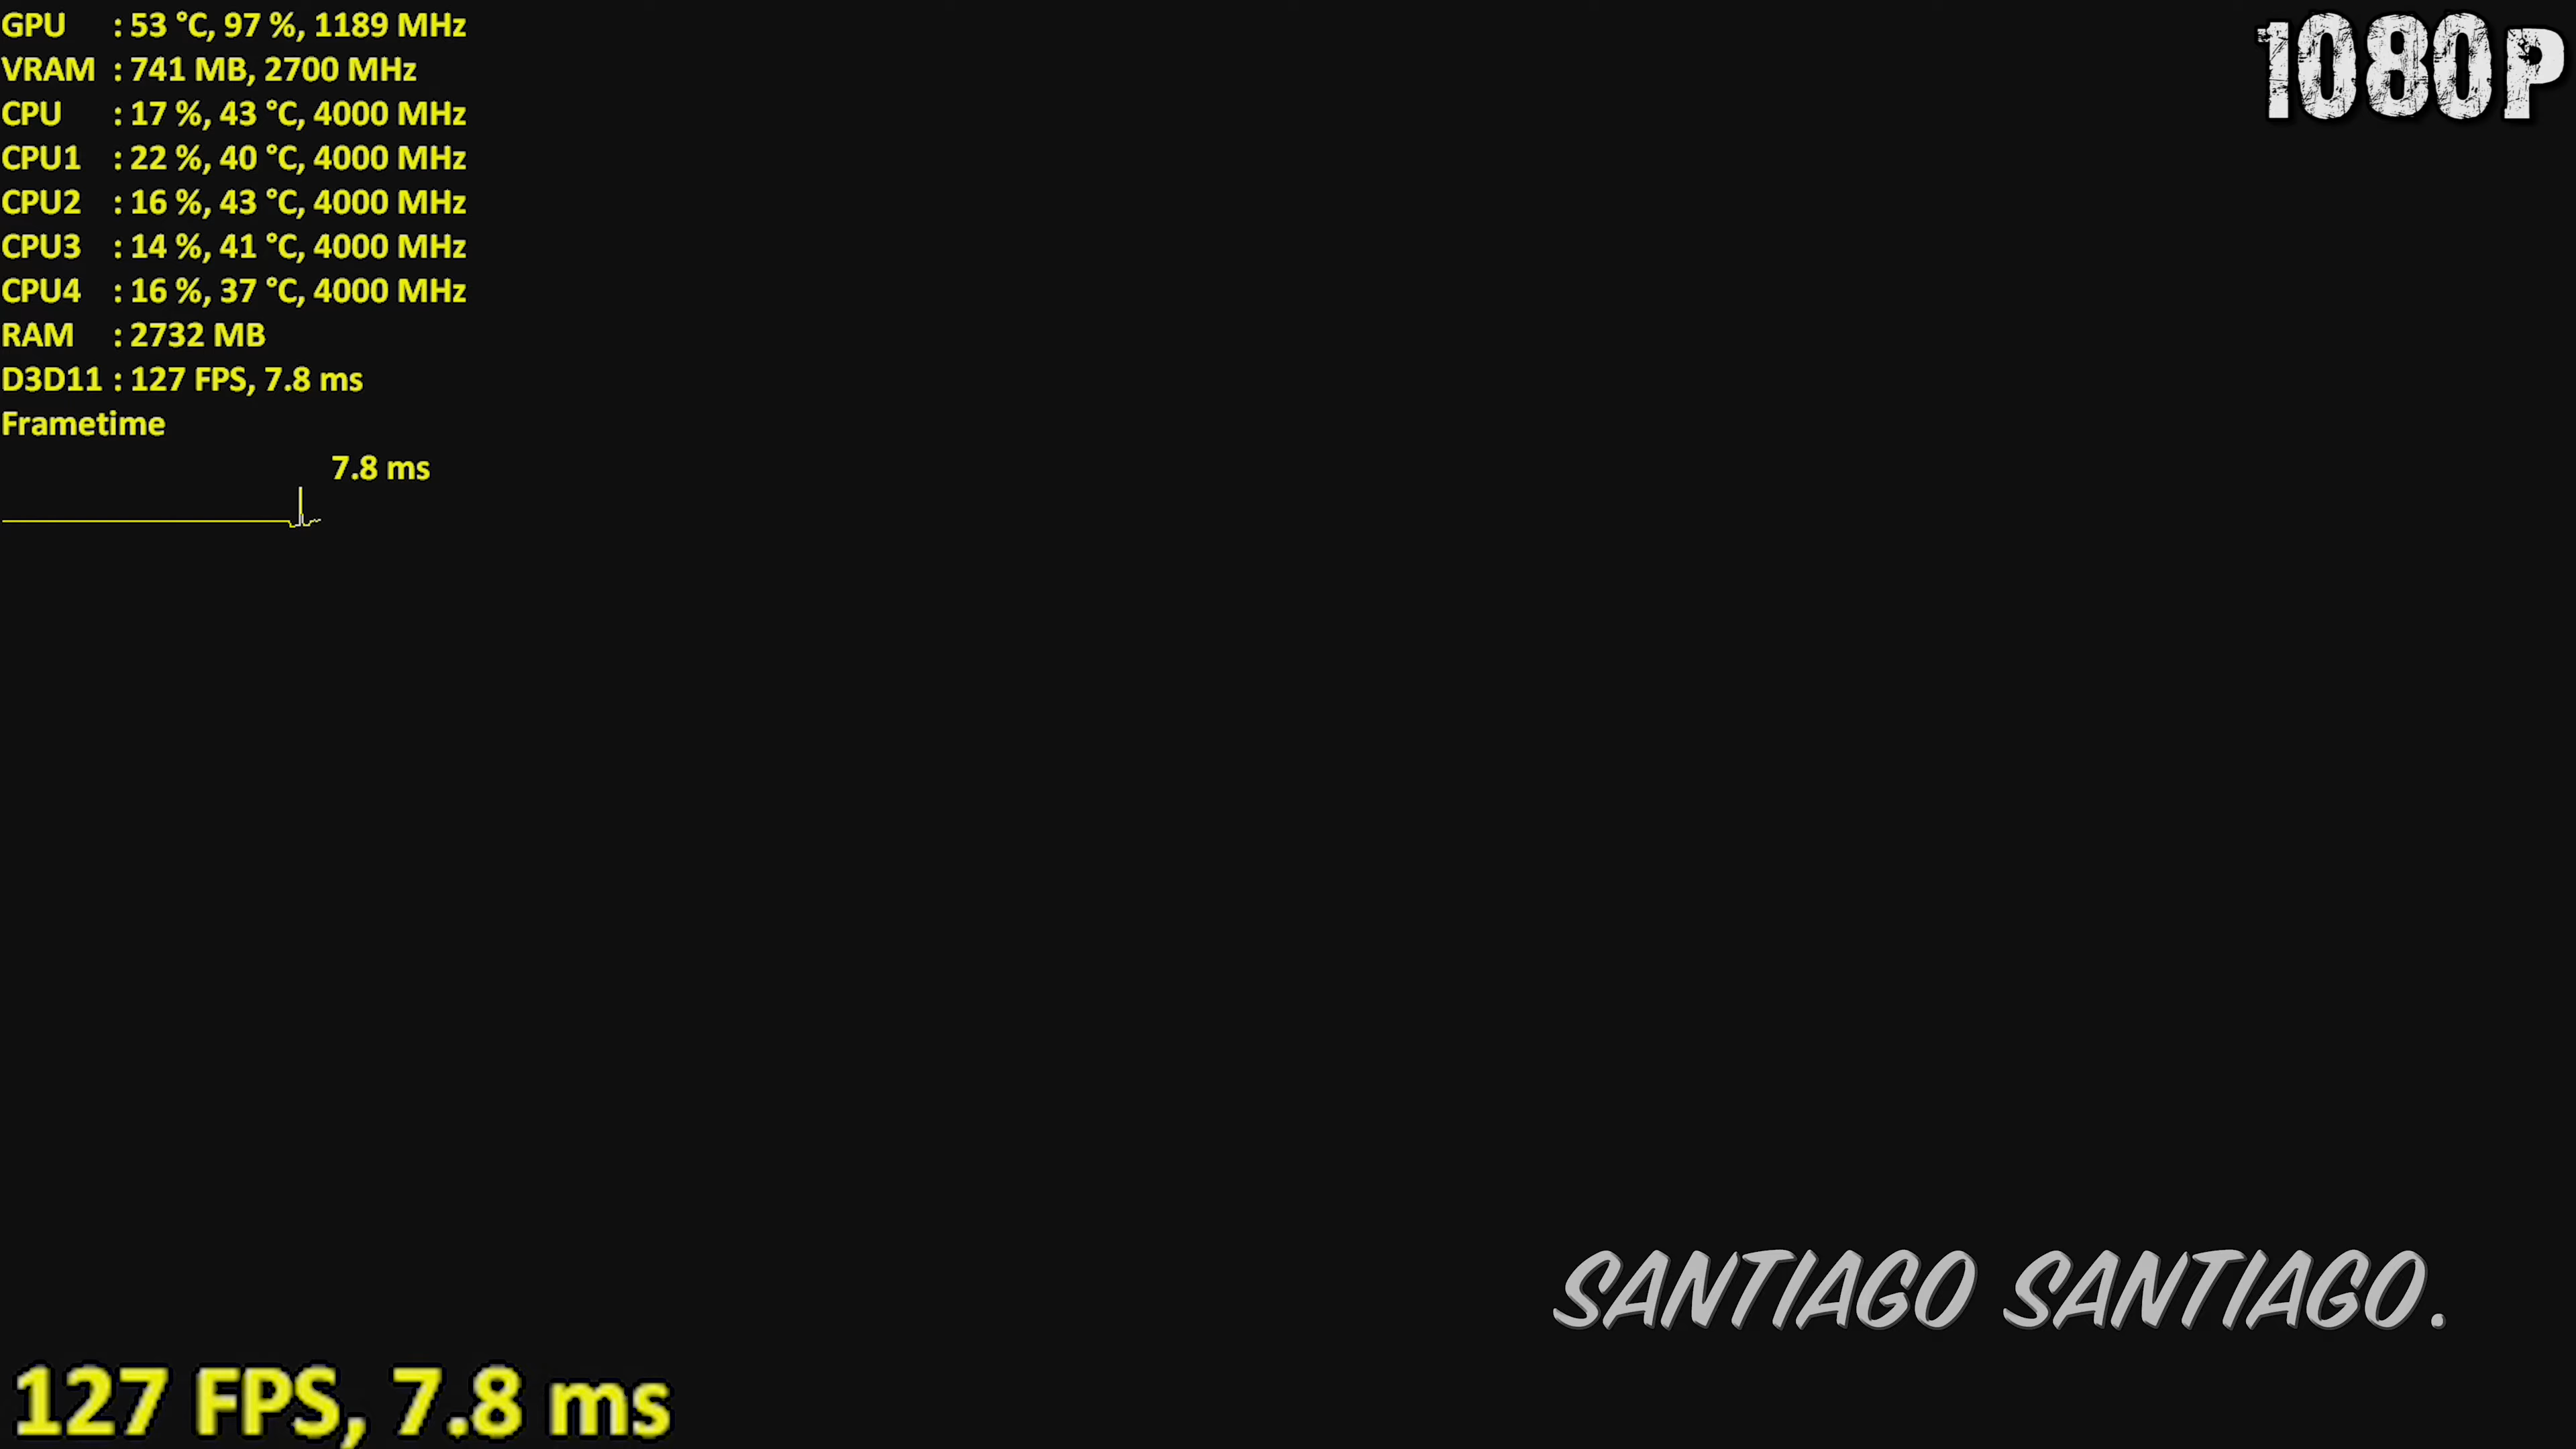 GPU : 53 °C, 97 %, 1189 MHz
VRAM : 741 MB, 2700 MHz
CPU : 17 %, 43 °C, 4000 MHz
CPU1 : 22 %, 40 °C, 4000 MHz
CPU2 : 16 %, 43 °C, 4000 MHz
CPU3 : 14 %, 41 °C, 4000 MHz
CPU4 : 16 %, 37 °C, 4000 MHz
RAM : 2732 MB
D3D11 : 127 FPS, 7.8 ms
Frametime
7.8 ms
1080P
SANTIAGO SANTIAGO.
127 FPS, 7.8 ms